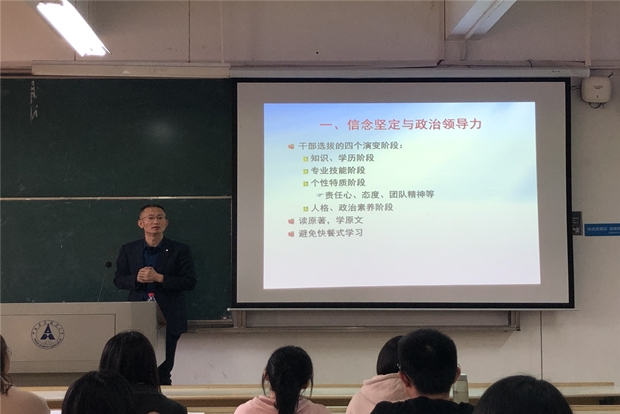 一、信念坚定与政治领导力
干部选拔的四个演变阶段：
知识、学历阶段
专业技能阶段
个性特质阶段
责任心、态度、团队精神等
人格、政治素养阶段
读原著，学原文
避免快餐式学习